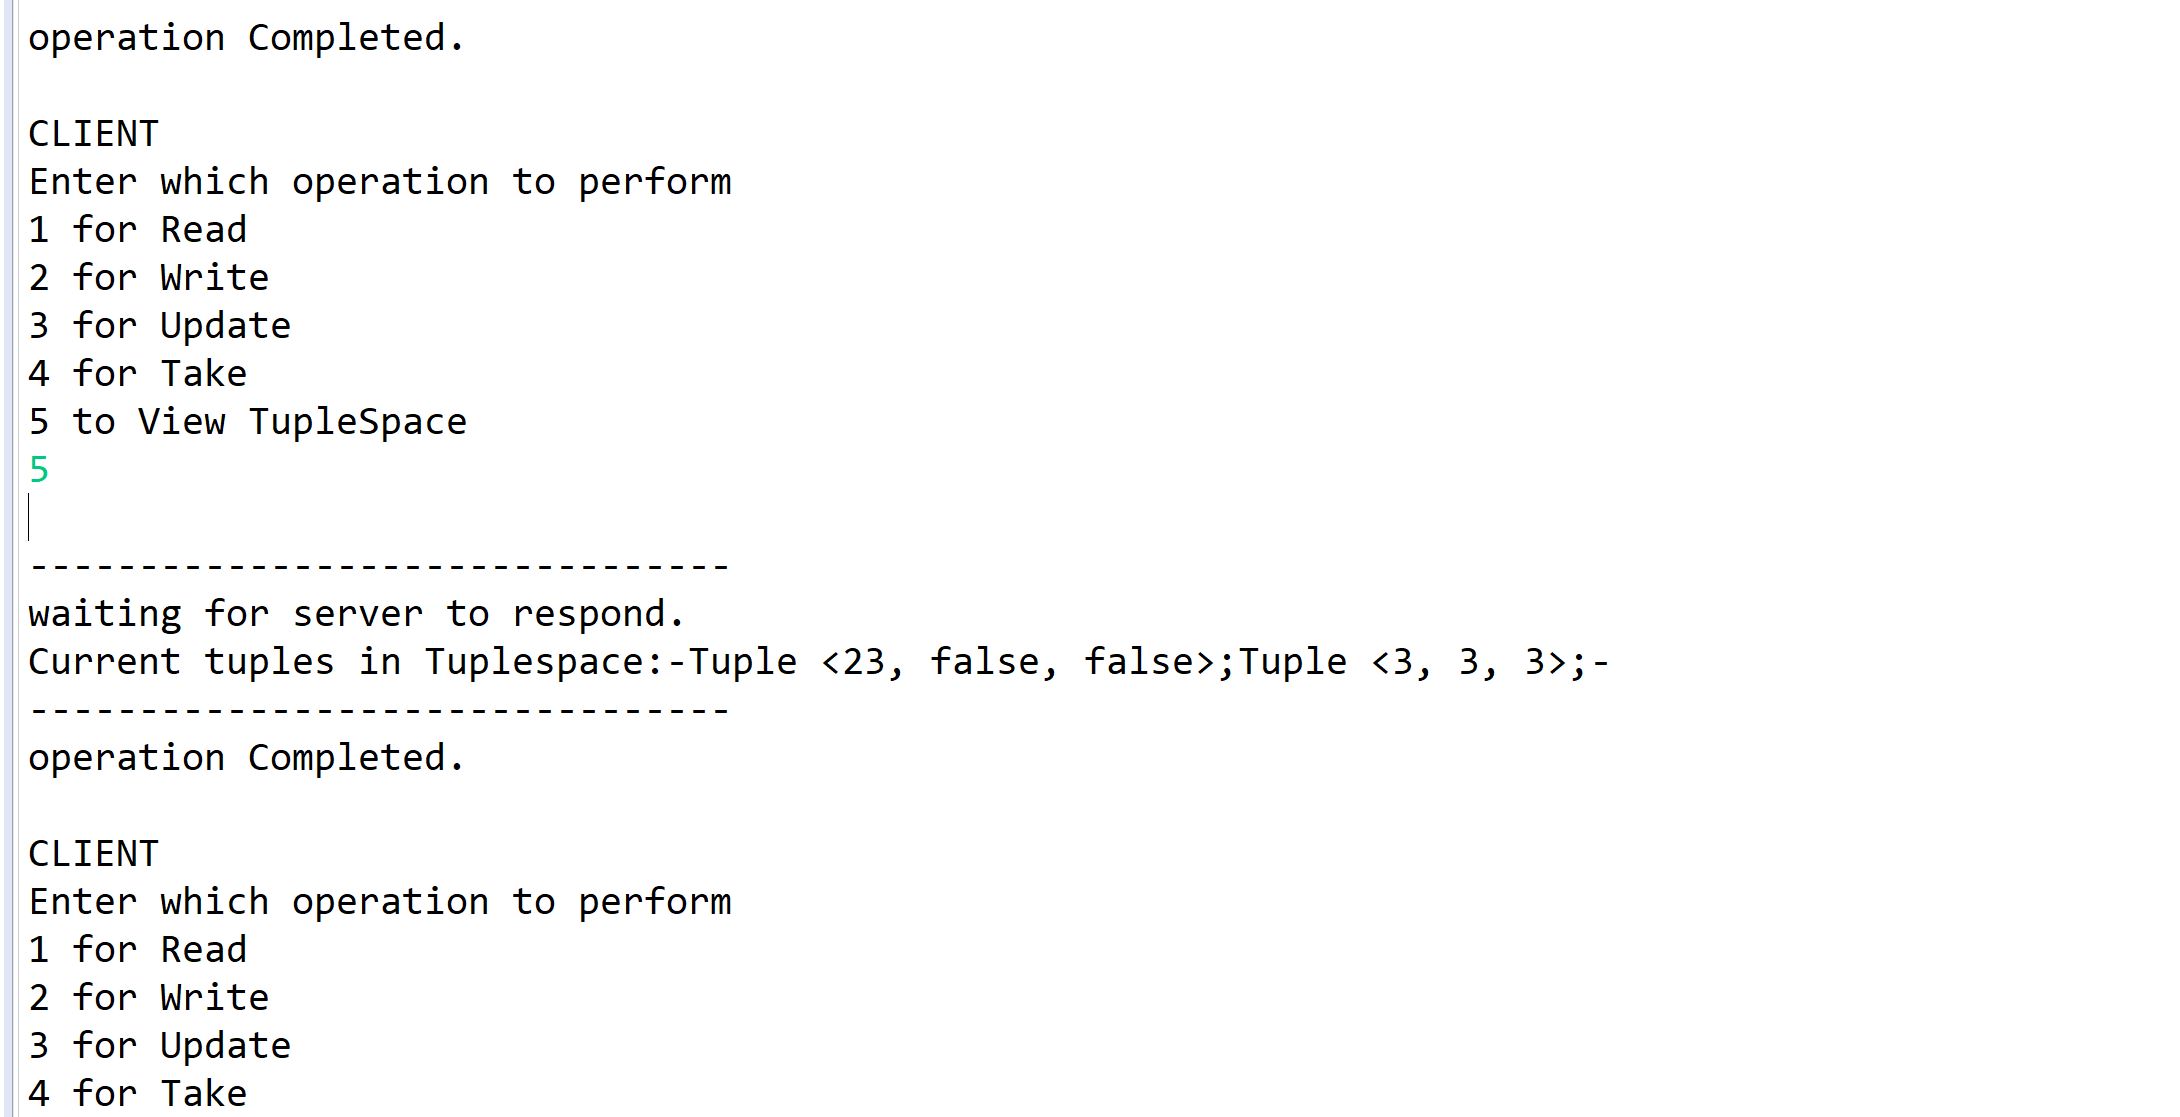 operation Completed.
CLIENT
Enter which operation to perform
1 for Read
2 for Write
3 for Update
4 for Take
5 to View TupleSpace
5
--------------------------------
waiting for server to respond.
Current tuples in Tuplespace:-Tuple <23, false, false>;Tuple <3, 3, 3>;-
--------------------------------
operation Completed.
CLIENT
Enter which operation to perform
1 for Read
2 for Write
3 for Update
4 for Take